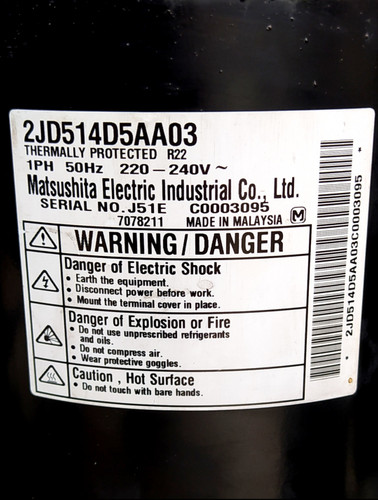 2JD514D5AA03
THERMALLY PROTECTED R22
1PH 50Hz 220-240V ~
Matsushita Electric Industrial Co., Ltd.
SERIAL NO. J51E C0003095
7078211 MADE IN MALAYSIA M
WARNING / DANGER
Danger of Electric Shock
• Earth the equipment.
• Disconnect power before work.
• Mount the terminal cover in place.
Danger of Explosion or Fire
• Do not use unprescribed refrigerants
and oils.
• Do not compress air.
• Wear protective goggles.
Caution , Hot Surface
• Do not touch with bare hands.
2JD514D5AA03C0003095